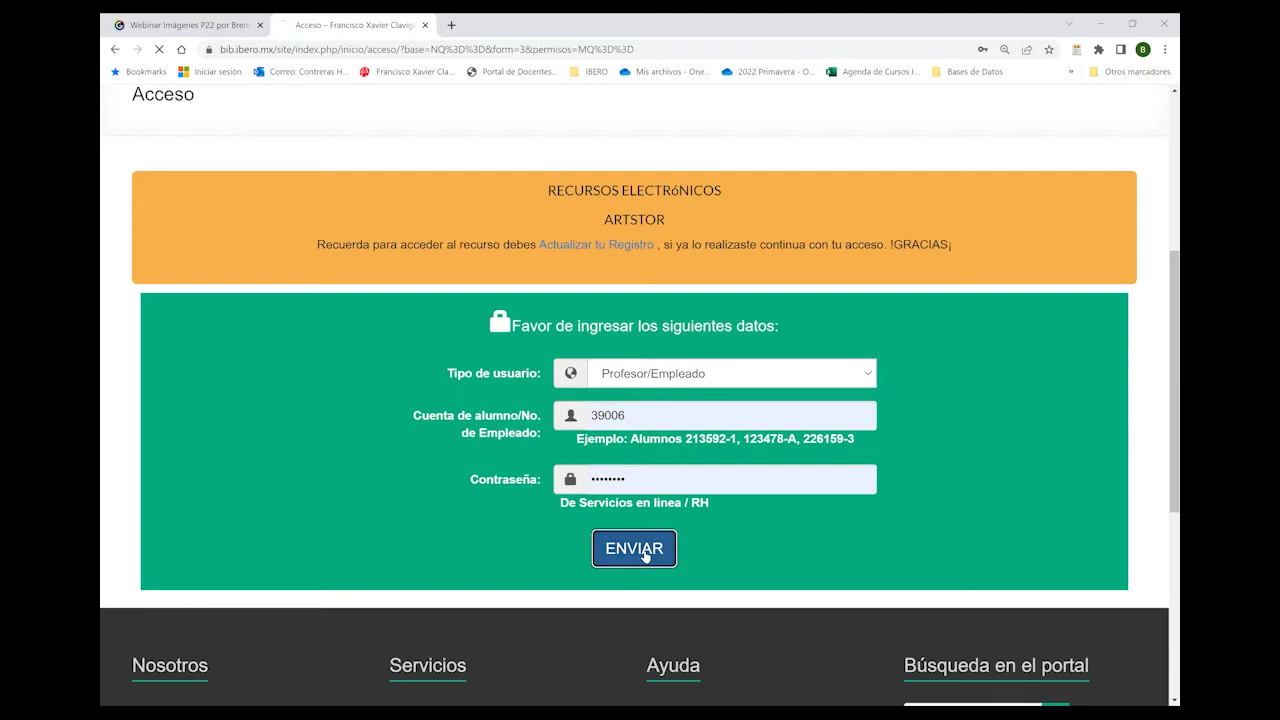 Webinar Imágenes P22 por Bren
Acceso – Francisco Xavier Clavige
bib.ibero.mx/site/index.php/inicio/acceso/?base=NQ%3D%3D&form=3&permisos=MQ%3D%3D
B
Bookmarks
Iniciar sesión
Correo: Contreras H...
Francisco Xavier Cla...
Portal de Docentes...
IBERO
Mis archivos - One...
2022 Primavera - O...
Agenda de Cursos I...
Bases de Datos
»
Otros marcadores
Acceso
RECURSOS ELECTRóNICOS
ARTSTOR
Recuerda para acceder al recurso debes Actualizar tu Registro , si ya lo realizaste continua con tu acceso. !GRACIAS¡
Favor de ingresar los siguientes datos:
Tipo de usuario:
Profesor/Empleado
Cuenta de alumno/No.
de Empleado:
39006
Ejemplo: Alumnos 213592-1, 123478-A, 226159-3
Contraseña:
••••••••
De Servicios en linea / RH
ENVIAR
Nosotros
Servicios
Ayuda
Búsqueda en el portal